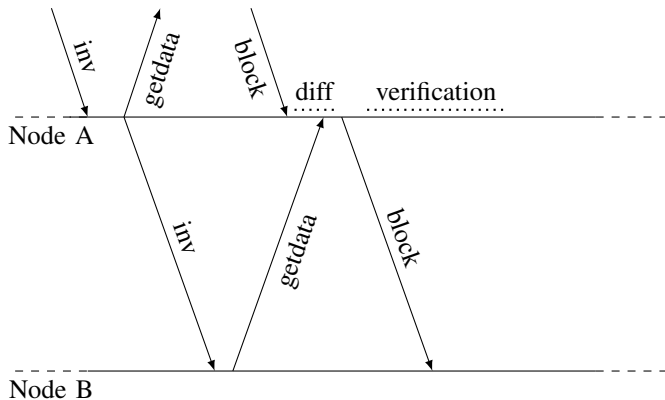 inv
getdata
block
diff
verification
Node A
inv
getdata
block
Node B